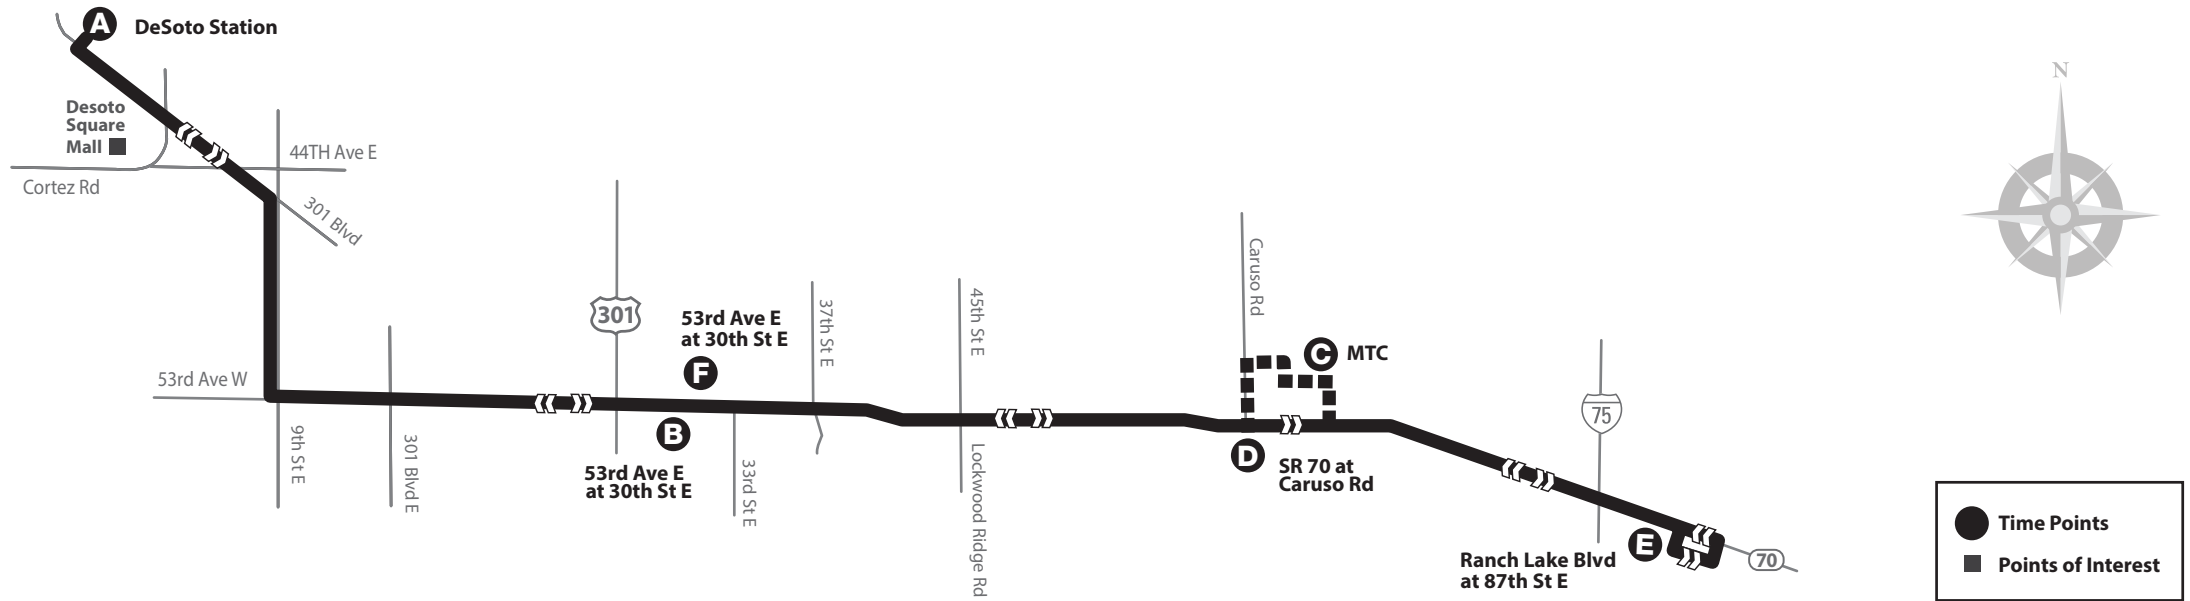 A DeSoto Station
N
Desoto
Square
Mall
44TH Ave E
Cortez Rd
301 Blvd
Caruso Rd
301
53rd Ave E
at 30th St E
37th St E
45th St E
F
C MTC
53rd Ave W
75
B
9th St E
301 Blvd E
53rd Ave E
at 30th St E
33rd St E
Lockwood Ridge Rd
D SR 70 at
Caruso Rd
E
Ranch Lake Blvd
at 87th St E
70
Time Points
Points of Interest